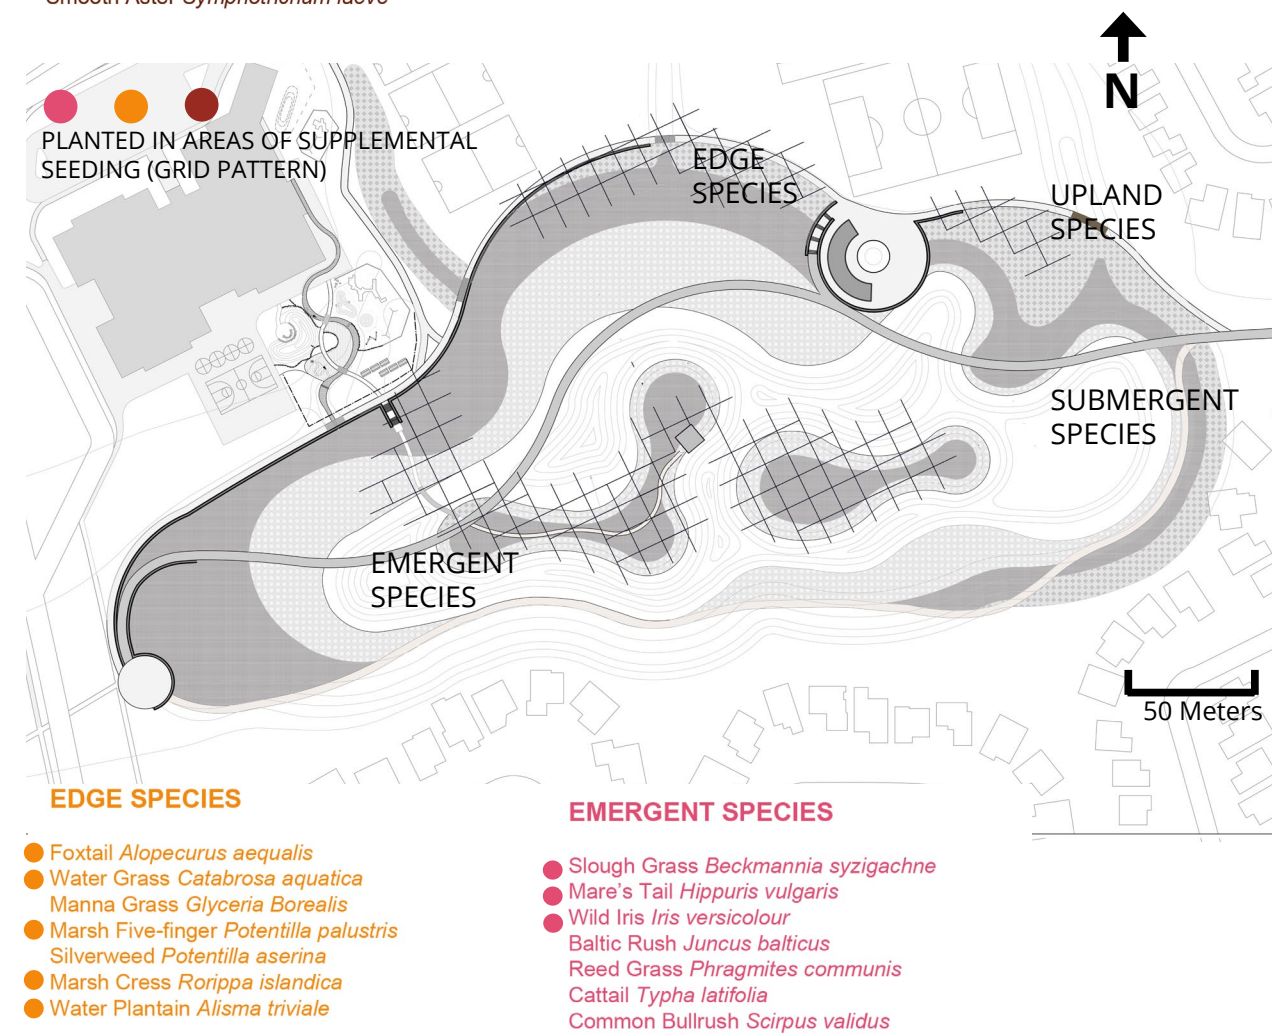 Smooth Aster Symphotrichum laeve
N
PLANTED IN AREAS OF SUPPLEMENTAL
SEEDING (GRID PATTERN)
EDGE
SPECIES
UPLAND
SPECIES
SUBMERGENT
SPECIES
EMERGENT
SPECIES
50 Meters
EDGE SPECIES
Foxtail Alopecurus aequalis
Water Grass Catabrosa aquatica
Manna Grass Glyceria Borealis
Marsh Five-finger Potentilla palustris
Silverweed Potentilla aserina
Marsh Cress Rorippa islandica
Water Plantain Alisma triviale
EMERGENT SPECIES
Slough Grass Beckmannia syzigachne
Mare's Tail Hippuris vulgaris
Wild Iris Iris versicolour
Baltic Rush Juncus balticus
Reed Grass Phragmites communis
Cattail Typha latifolia
Common Bullrush Scirpus validus